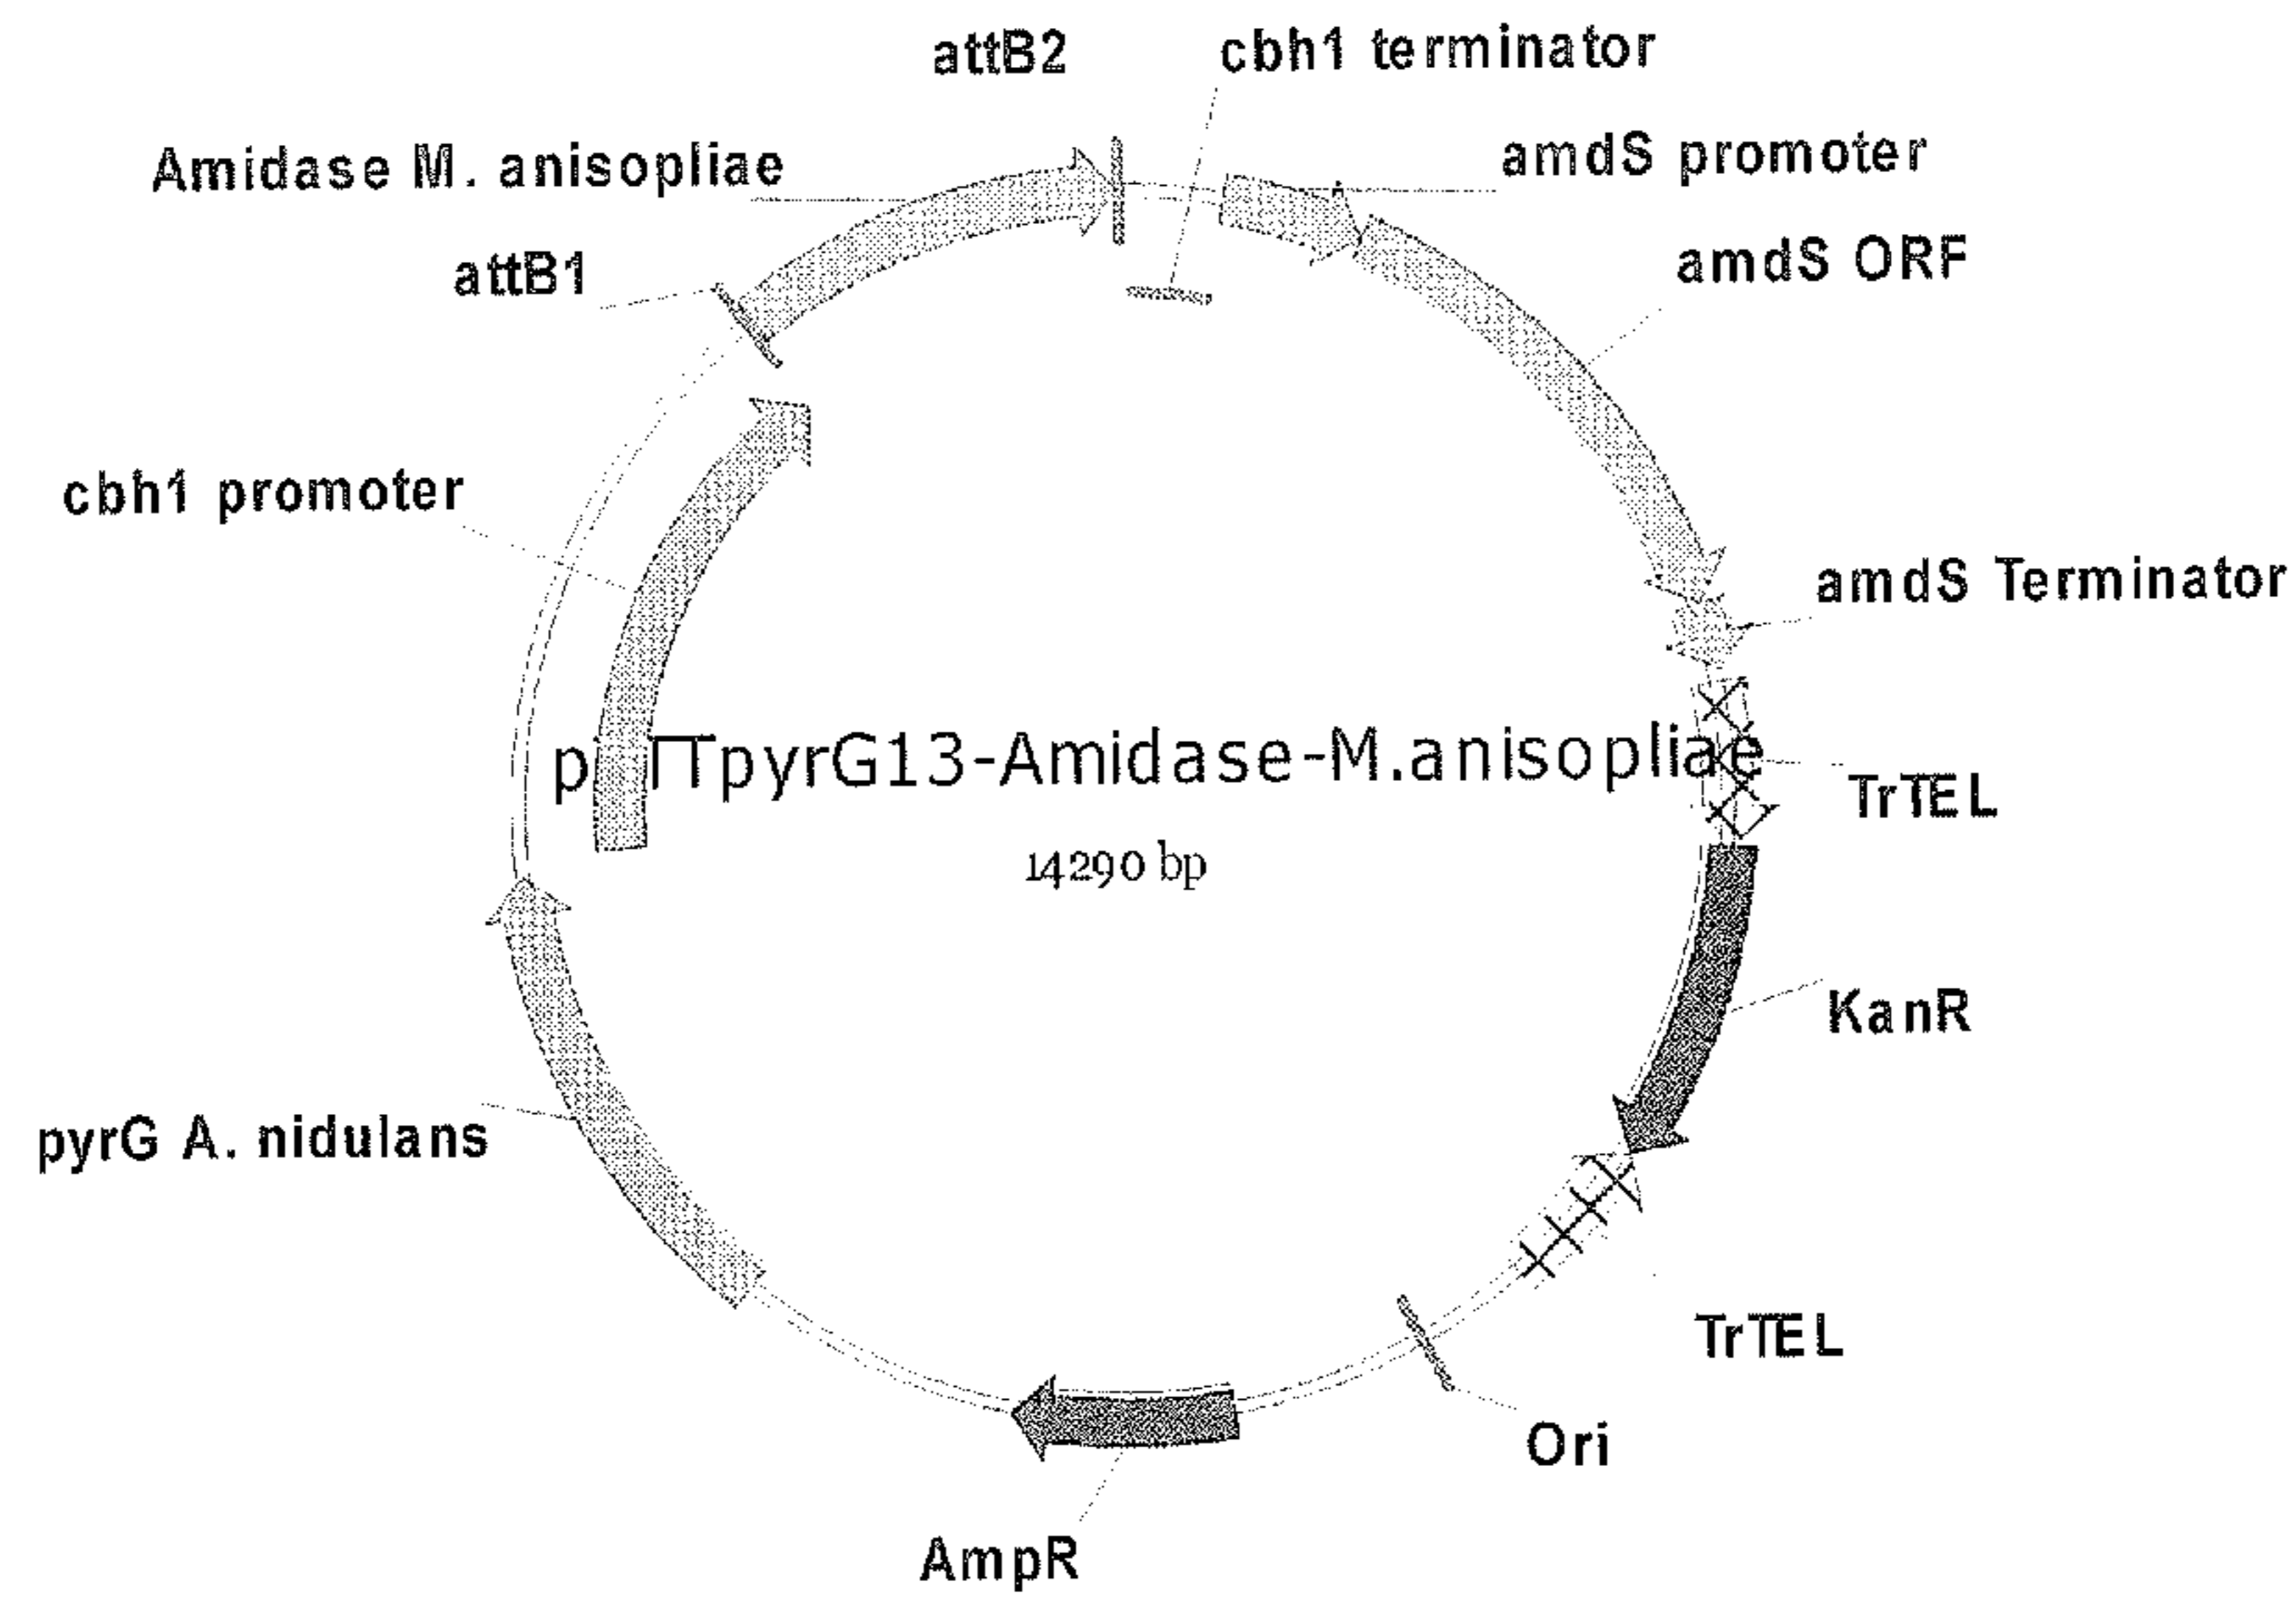 attB2
cbh1 terminator
Amidase M. anisopliae
amdS promoter
attB1
amdS ORF
cbh1 promoter
amdS Terminator
TTpyrG13-Amidase-M.anisopliae
14290 bp
TrTEL
KanR
pyrG A. nidulans
TrTEL
Ori
AmpR